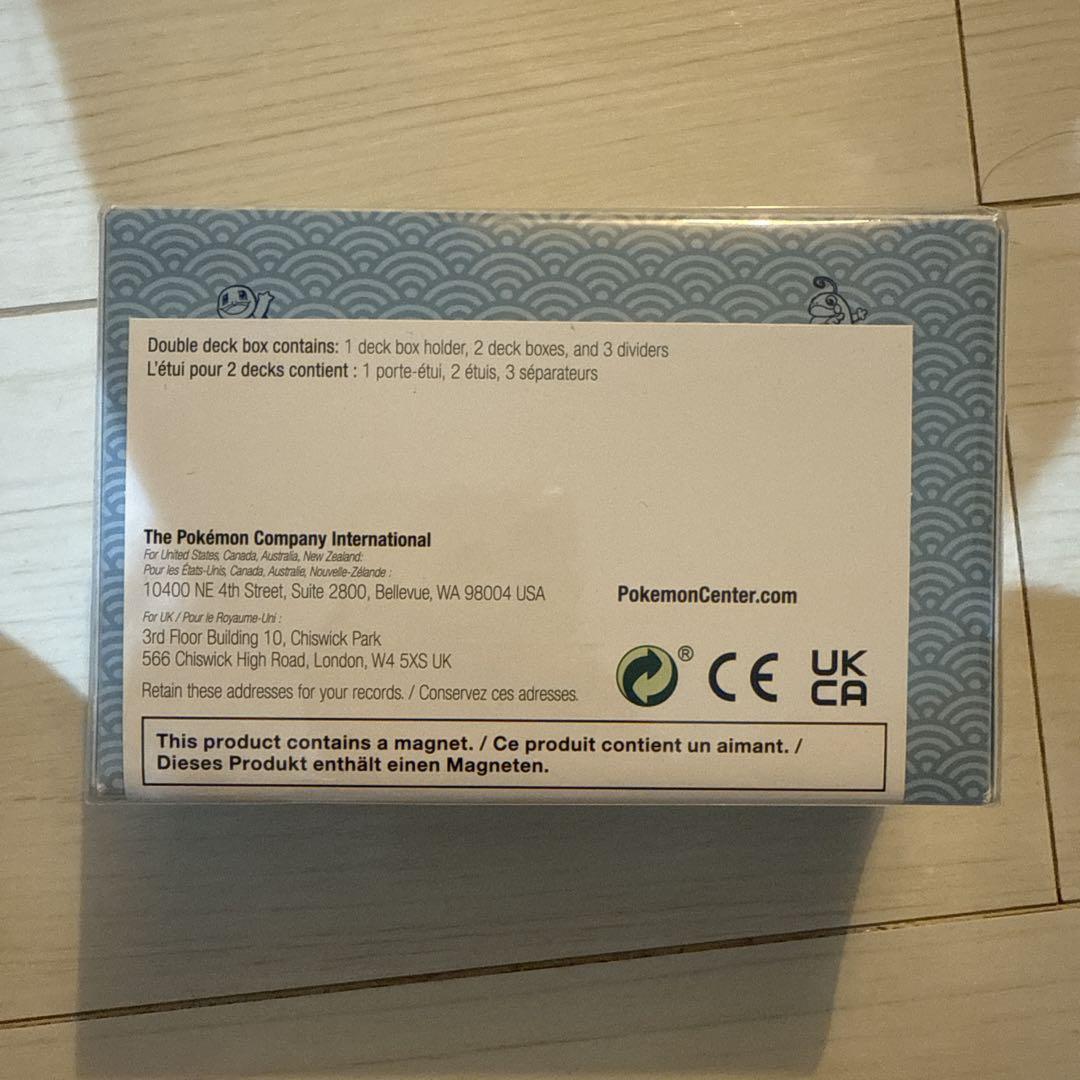 Double deck box contains: 1 deck box holder, 2 deck boxes, and 3 dividers
L'étui pour 2 decks contient : 1 porte-étui, 2 étuis, 3 séparateurs
The Pokémon Company International
For United States, Canada, Australia, New Zealand:
Pour les États-Unis, Canada, Australie, Nouvelle-Zélande :
10400 NE 4th Street, Suite 2800, Bellevue, WA 98004 USA
For UK / Pour le Royaume-Uni :
3rd Floor Building 10, Chiswick Park
566 Chiswick High Road, London, W4 5XS UK
Retain these addresses for your records. / Conservez ces adresses.
PokemonCenter.com
® CE UK
CA
This product contains a magnet. / Ce produit contient un aimant. /
Dieses Produkt enthält einen Magneten.